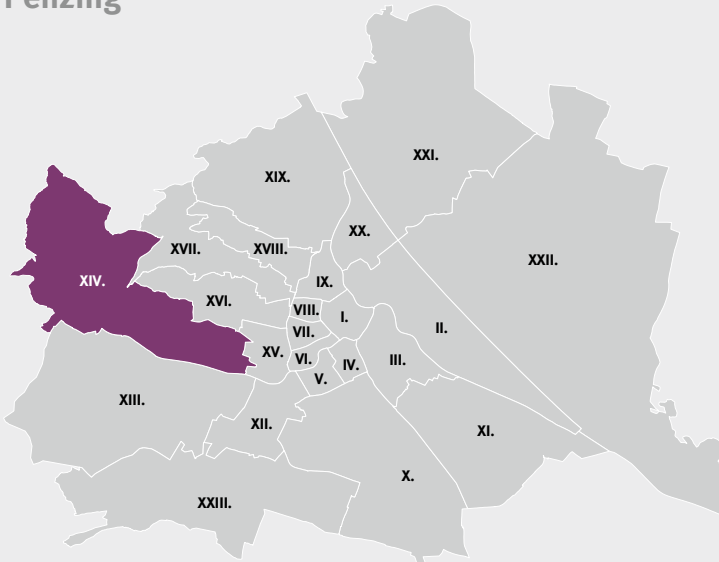 Penzing
XXI.
XIX.
XX.
XVII.
XVIII.
XXII.
XIV.
IX.
XVI.
VIII.
I.
II.
VII.
XV.
VI.
IV.
III.
V.
XIII.
XII.
XI.
X.
XXIII.